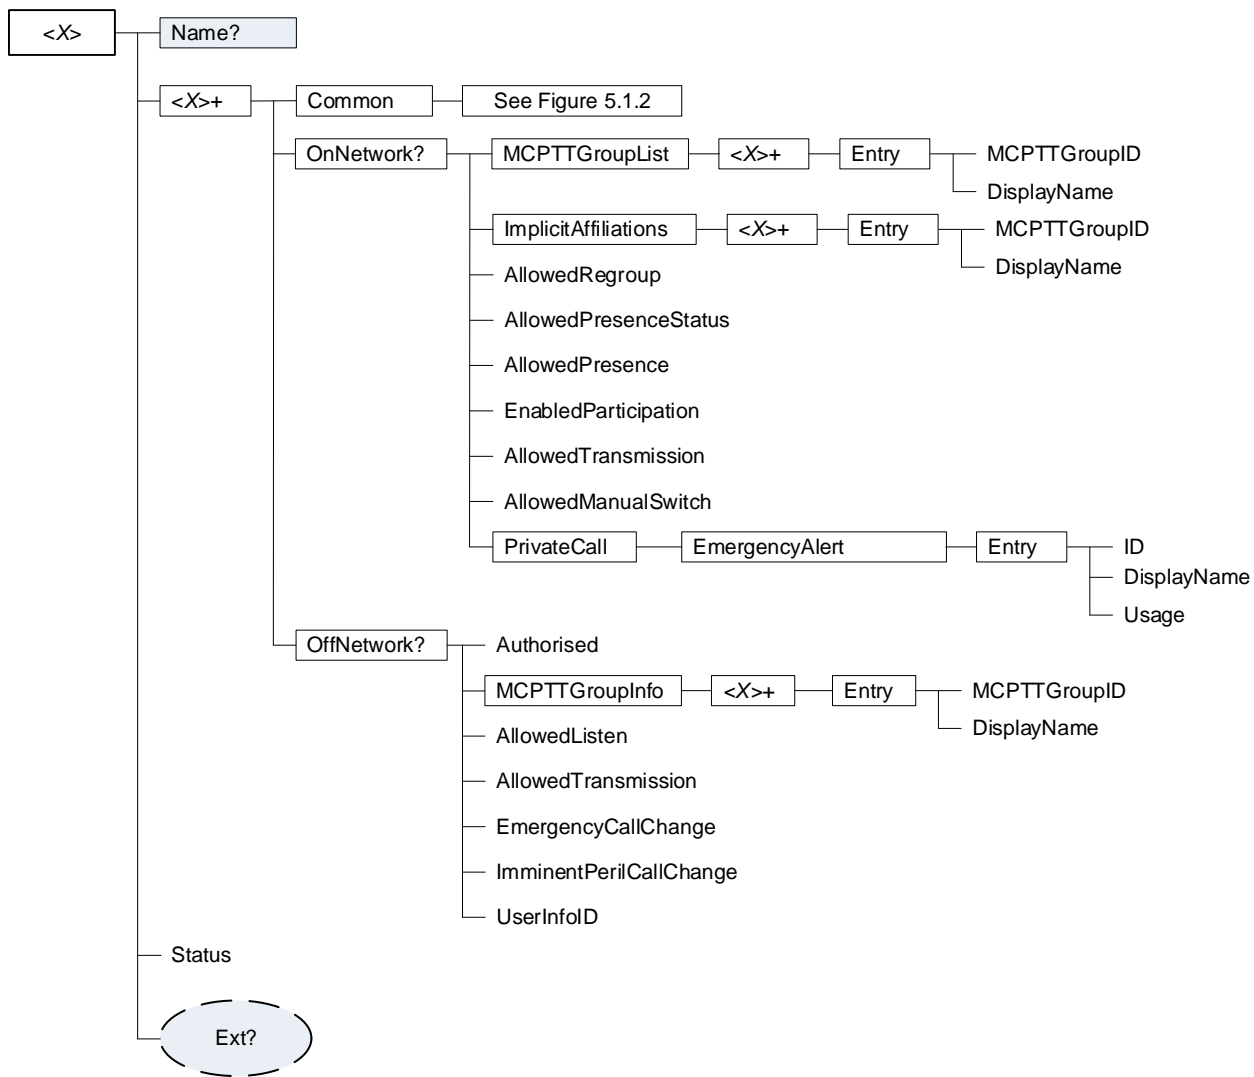 <X>
Name?
<X>+
Common
See Figure 5.1.2
OnNetwork?
MCPTTGroupList
<X>+
Entry
MCPTTGroupID
DisplayName
ImplicitAffiliations
<X>+
Entry
MCPTTGroupID
DisplayName
AllowedRegroup
AllowedPresenceStatus
AllowedPresence
EnabledParticipation
AllowedTransmission
AllowedManualSwitch
PrivateCall
EmergencyAlert
Entry
ID
DisplayName
Usage
OffNetwork?
Authorised
MCPTTGroupInfo
<X>+
Entry
MCPTTGroupID
DisplayName
AllowedListen
AllowedTransmission
EmergencyCallChange
ImminentPerilCallChange
UserInfoID
Status
Ext?